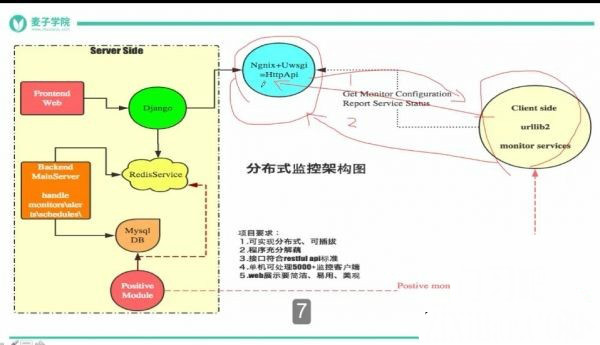 麦子学院
Server Side
Frontend
Web
Django
Ngnix+Uwsgi
=HttpApi
1
Get Monitor Configuration
Report Service Status
2
Client side
urllib2
monitor services
Backend
MainServer
handle
monitors\aler
ts\schedules\
RedisService
分布式监控架构图
Mysql
DB
项目要求：
1.可实现分布式、可插拔
2.程序充分解藕
3.接口符合restful api标准
4.单机可处理5000+监控客户端
5.web展示要简洁、易用、美观
Positive
Module
Postive mon
7